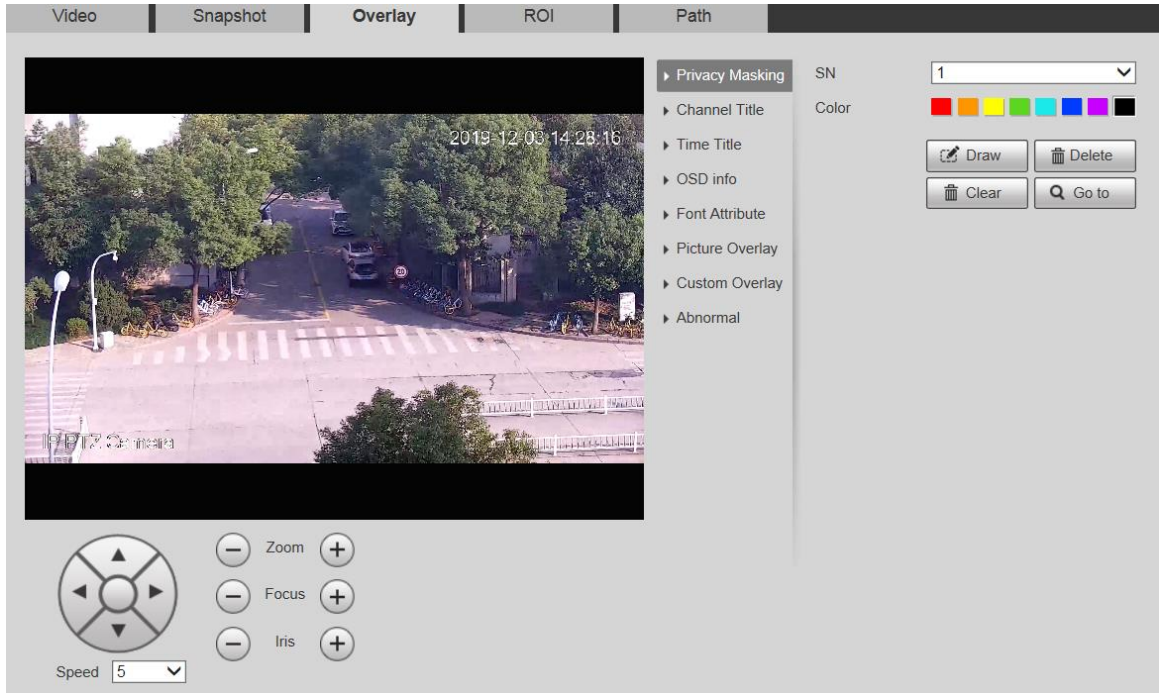 Video Snapshot Overlay ROI Path
2019-12-03 14:28:16
20
IP PTZ Camera
Privacy Masking
Channel Title
Time Title
OSD info
Font Attribute
Picture Overlay
Custom Overlay
Abnormal
SN 1
Color
Draw Delete
Clear Go to
Zoom
Focus
Iris
Speed 5